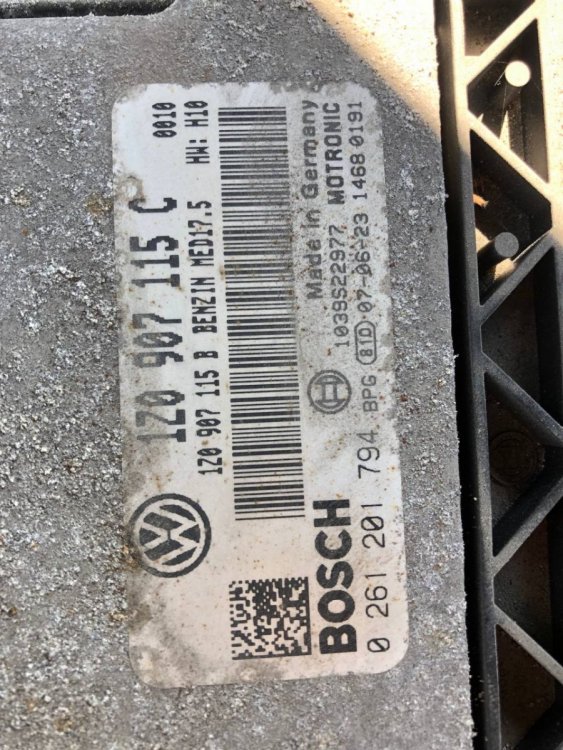 1Z0 907 115 C 0010
1Z0 907 115 B BENZIN MED17.5 HW: H10
Made in Germany
1039S22977 MOTRONIC
BOSCH 81D 07-06-23 1468 0191
0 261 201 794 BPG